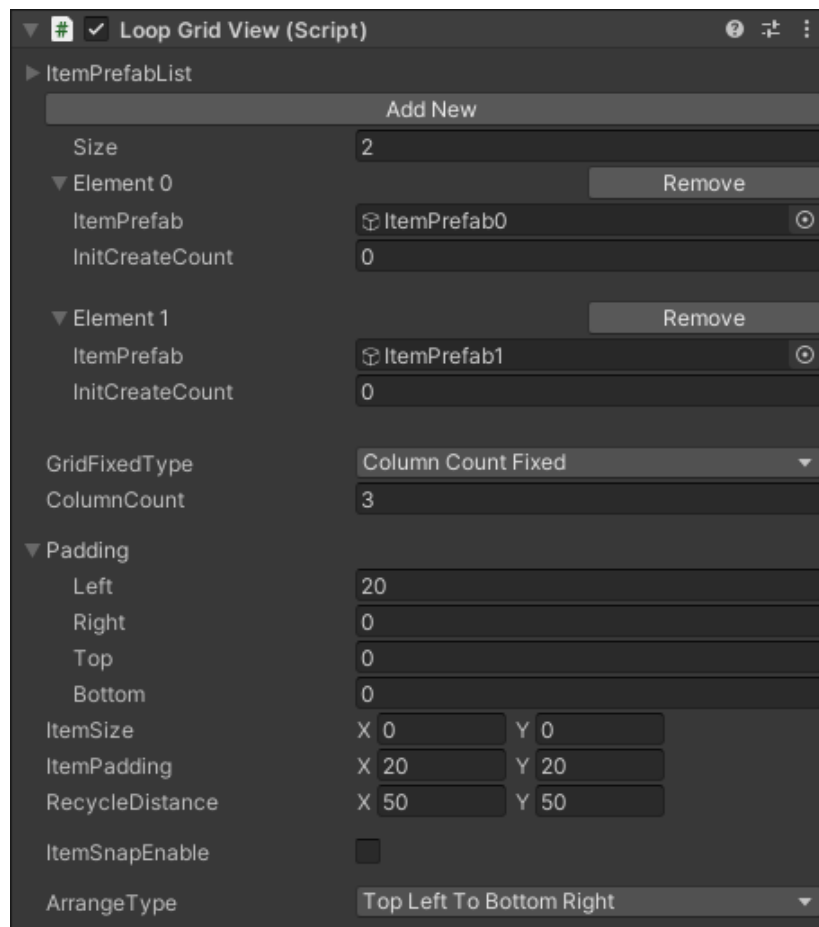 # Loop Grid View (Script)
ItemPrefabList
Add New
Size 2
Element 0 Remove
ItemPrefab ItemPrefab0
InitCreateCount 0
Element 1 Remove
ItemPrefab ItemPrefab1
InitCreateCount 0
GridFixedType Column Count Fixed
ColumnCount 3
Padding
Left 20
Right 0
Top 0
Bottom 0
ItemSize X 0 Y 0
ItemPadding X 20 Y 20
RecycleDistance X 50 Y 50
ItemSnapEnable
ArrangeType Top Left To Bottom Right